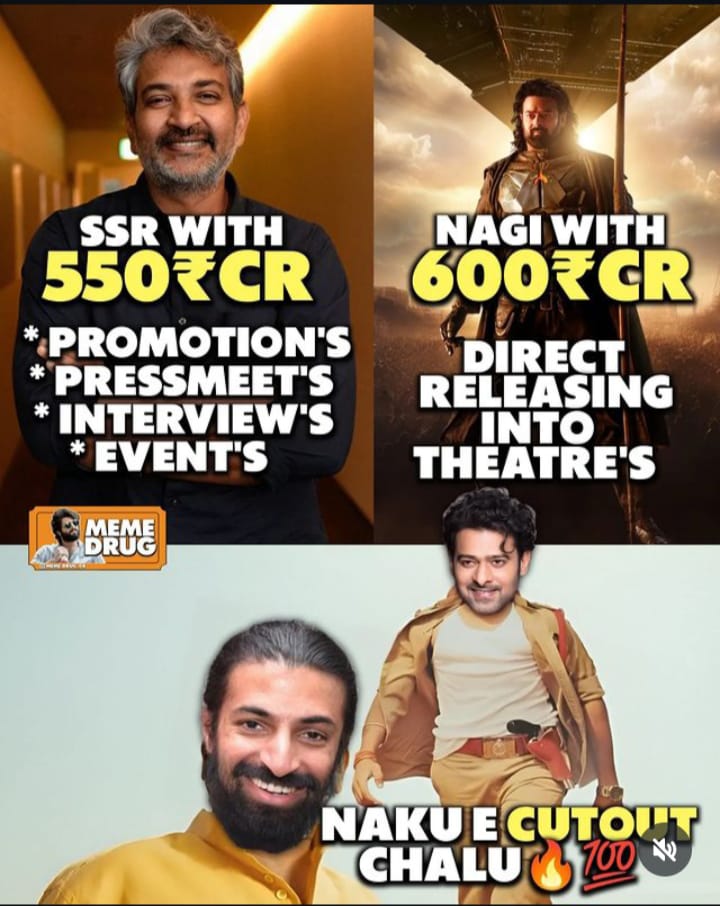 SSR WITH
550₹CR
* PROMOTION'S
* PRESSMEET'S
* INTERVIEW'S
* EVENT'S
NAGI WITH
600₹CR
DIRECT
RELEASING
INTO
THEATRE'S
MEME
DRUG
NAKU E CUTOUT
CHALU🔥💯